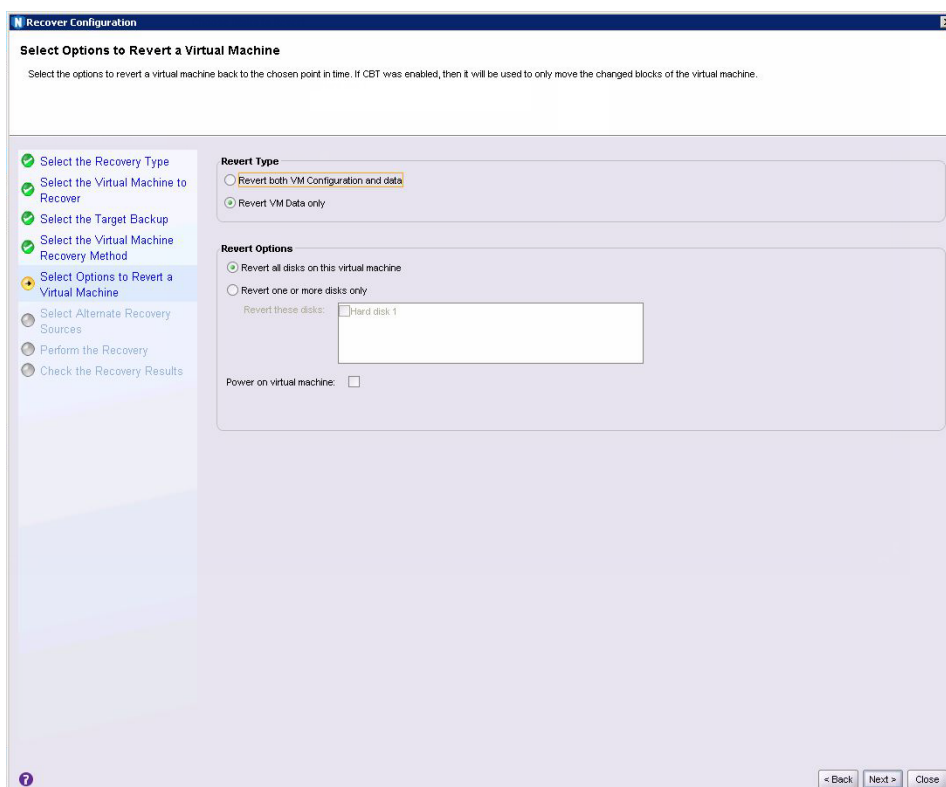 N Recover Configuration
Select Options to Revert a Virtual Machine
Select the options to revert a virtual machine back to the chosen point in time. If CBT was enabled, then it will be used to only move the changed blocks of the virtual machine.
Select the Recovery Type
Select the Virtual Machine to
Recover
Select the Target Backup
Select the Virtual Machine
Recovery Method
Select Options to Revert a
Virtual Machine
Select Alternate Recovery
Sources
Perform the Recovery
Check the Recovery Results
Revert Type
Revert both VM Configuration and data
Revert VM Data only
Revert Options
Revert all disks on this virtual machine
Revert one or more disks only
Revert these disks:
Hard disk 1
Power on virtual machine:
?
< Back
Next >
Close